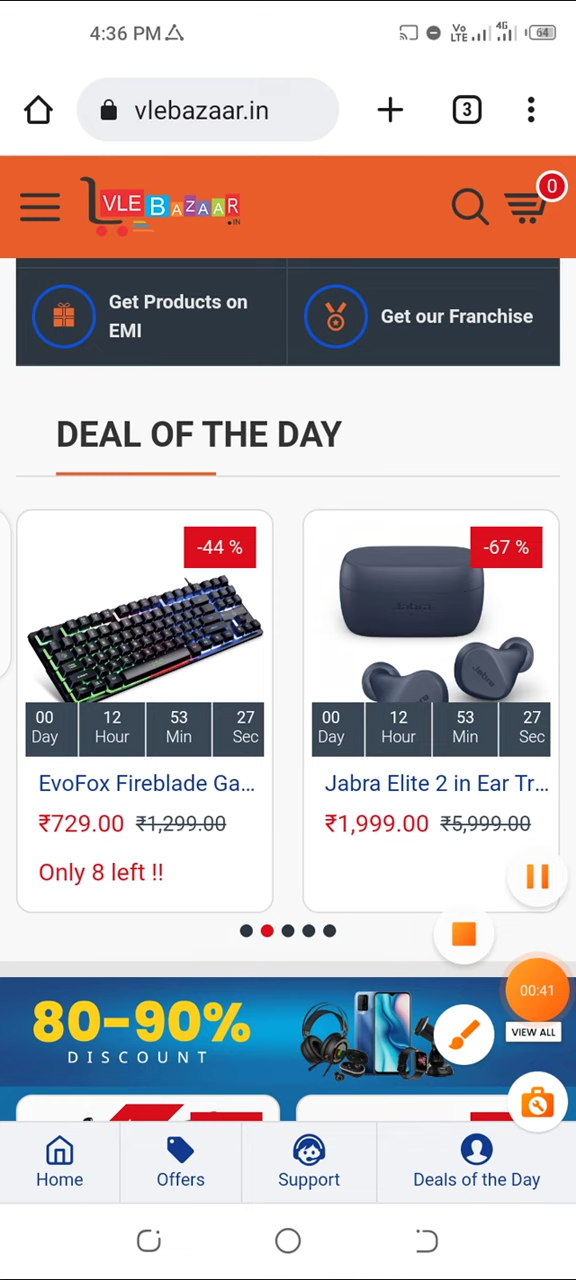 4:36 PM
Vo LTE 4G 64
vlebazaar.in
3
VLE BAZAAR .IN
0
Get Products on
EMI
Get our Franchise
DEAL OF THE DAY
-44 %
-67 %
Jabra
Jabra
00 12 53 27
Day Hour Min Sec
00 12 53 27
Day Hour Min Sec
EvoFox Fireblade Ga...
Jabra Elite 2 in Ear Tr...
₹729.00 ₹1,299.00
₹1,999.00 ₹5,999.00
Only 8 left !!
80-90%
DISCOUNT
00:41
VIEW ALL
Home
Offers
Support
Deals of the Day